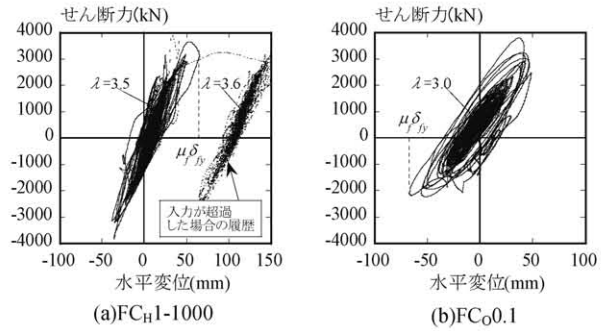 せん断力(kN)
4000
3000
2000
1000
0
-1000
-2000
-3000
-4000
λ=3.5
λ=3.6
μfδfy
入力が超過
した場合の履歴
-100 -50 0 50 100 150
水平変位(mm)
(a)FCH1-1000
せん断力(kN)
4000
3000
2000
1000
0
-1000
-2000
-3000
-4000
λ=3.0
μfδfy
-100 -50 0 50 100
水平変位(mm)
(b)FCO0.1